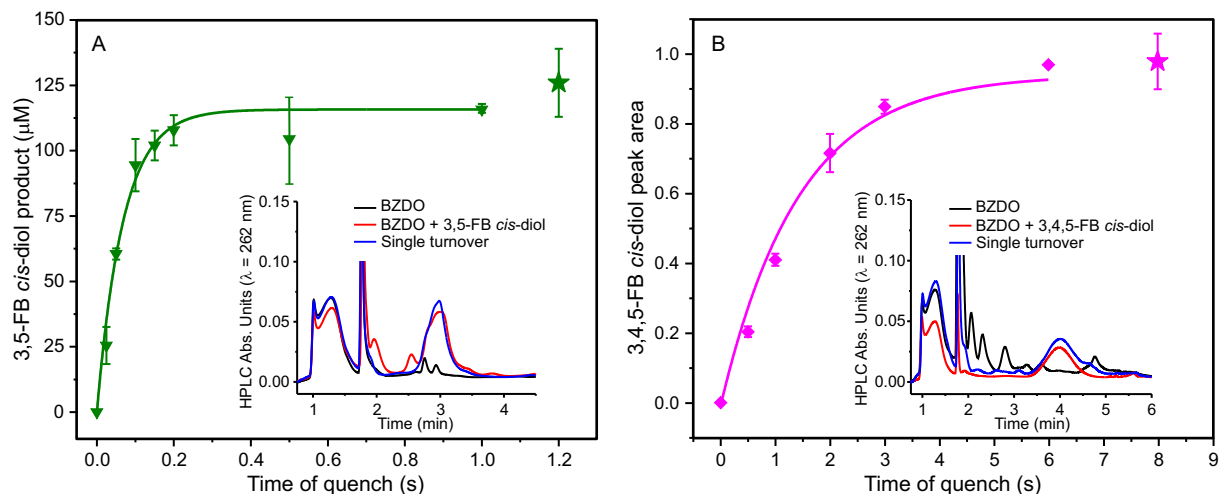 A
3,5-FB cis-diol product (μM)
150
125
100
75
50
25
0
0.0 0.2 0.4 0.6 0.8 1.0 1.2
Time of quench (s)
HPLC Abs. Units (λ = 262 nm)
0.15
0.10
0.05
0.00
1 2 3 4
Time (min)
BZDO
BZDO + 3,5-FB cis-diol
Single turnover
B
3,4,5-FB cis-diol peak area
1.0
0.8
0.6
0.4
0.2
0.0
0 1 2 3 4 5 6 7 8 9
Time of quench (s)
HPLC Abs. Units (λ = 262 nm)
0.15
0.10
0.05
0.00
1 2 3 4 5 6
Time (min)
BZDO
BZDO + 3,4,5-FB cis-diol
Single turnover